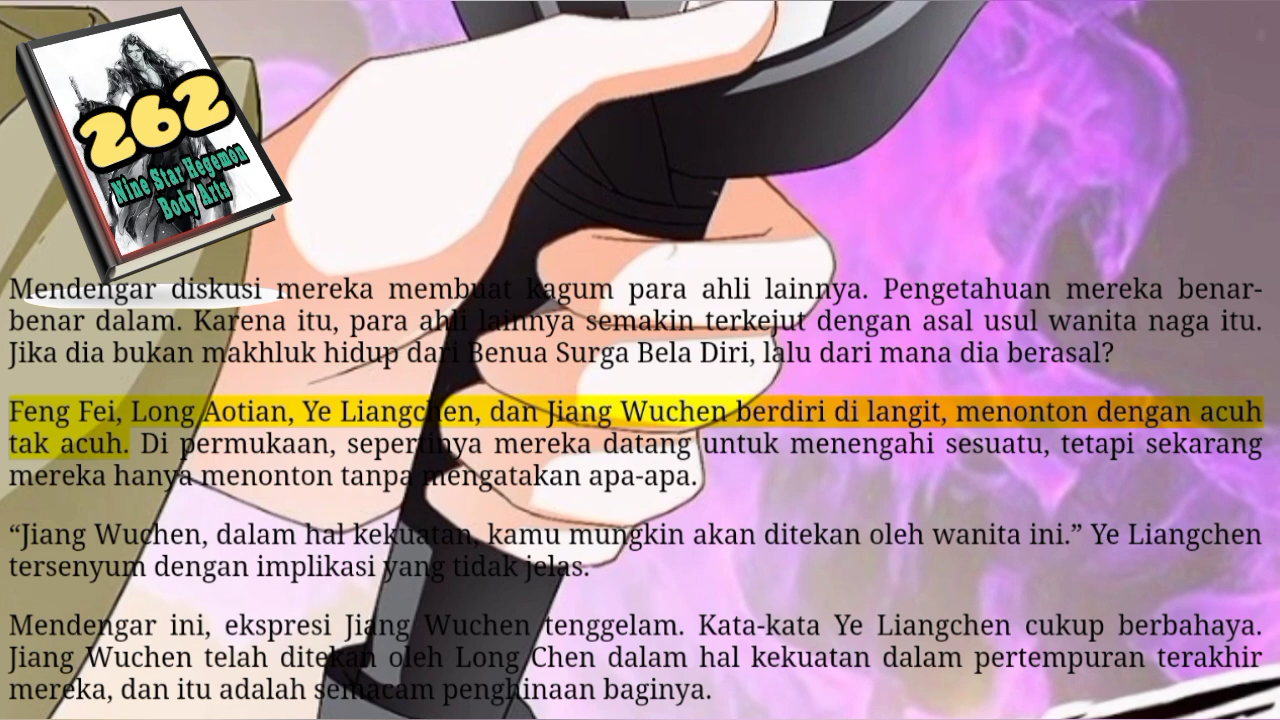 262
Nine Star Hegemon
Body Arts
Mendengar diskusi mereka membuat kagum para ahli lainnya. Pengetahuan mereka benar-
benar dalam. Karena itu, para ahli lainnya semakin terkejut dengan asal usul wanita naga itu.
Jika dia bukan makhluk hidup dari Benua Surga Bela Diri, lalu dari mana dia berasal?
Feng Fei, Long Aotian, Ye Liangchen, dan Jiang Wuchen berdiri di langit, menonton dengan acuh
tak acuh. Di permukaan, sepertinya mereka datang untuk menengahi sesuatu, tetapi sekarang
mereka hanya menonton tanpa mengatakan apa-apa.
“Jiang Wuchen, dalam hal kekuatan, kamu mungkin akan ditekan oleh wanita ini.” Ye Liangchen
tersenyum dengan implikasi yang tidak jelas.
Mendengar ini, ekspresi Jiang Wuchen tenggelam. Kata-kata Ye Liangchen cukup berbahaya.
Jiang Wuchen telah ditekan oleh Long Chen dalam hal kekuatan dalam pertempuran terakhir
mereka, dan itu adalah semacam penghinaan baginya.